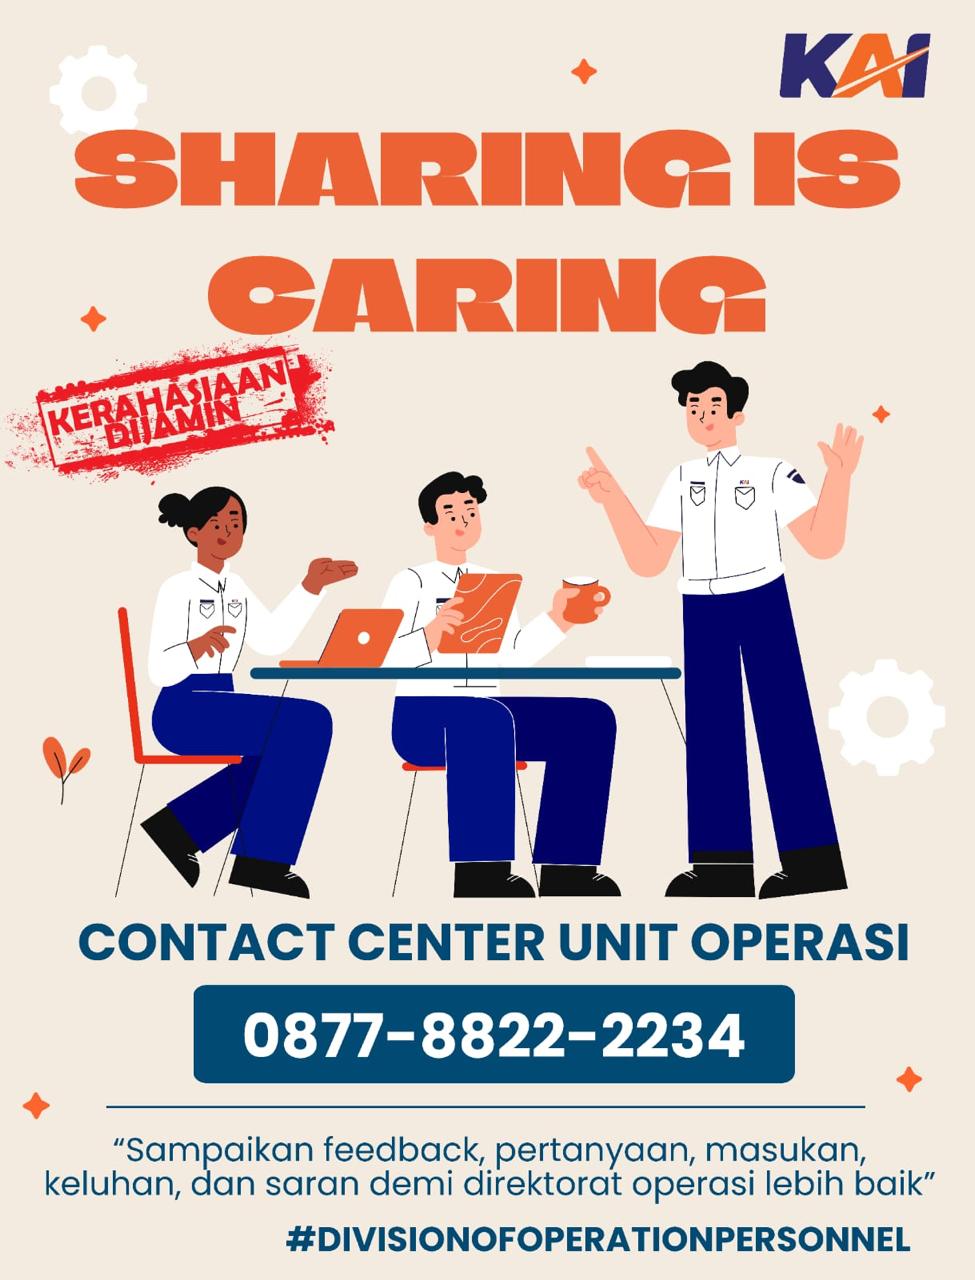 KAI
SHARING IS
CARING
KERAHASIAAN
DIJAMIN
KAI
CONTACT CENTER UNIT OPERASI
0877-8822-2234
“Sampaikan feedback, pertanyaan, masukan,
keluhan, dan saran demi direktorat operasi lebih baik”
#DIVISIONOFOPERATIONPERSONNEL